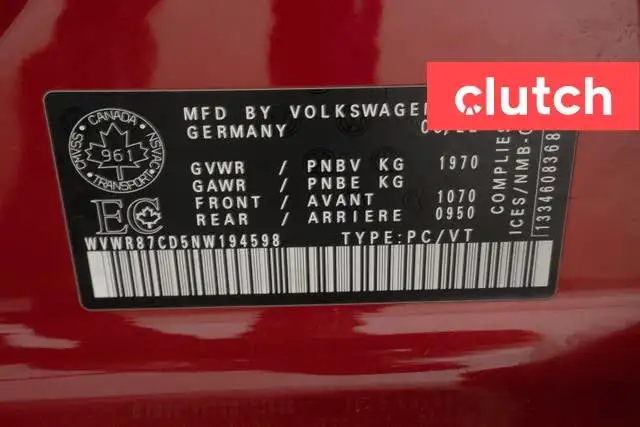 clutch
MFD BY VOLKSWAGEN
GERMANY
GVWR / PNBV KG 1970
GAWR / PNBE KG
FRONT / AVANT 1070
REAR / ARRIERE 0950
WVWR87CD5NW194598 TYPE:PC/VT
CANADA
CMVSS
NSVAC
961
TRANSPORT
EC
COMPLIES
ICES/NMB-
1334608368